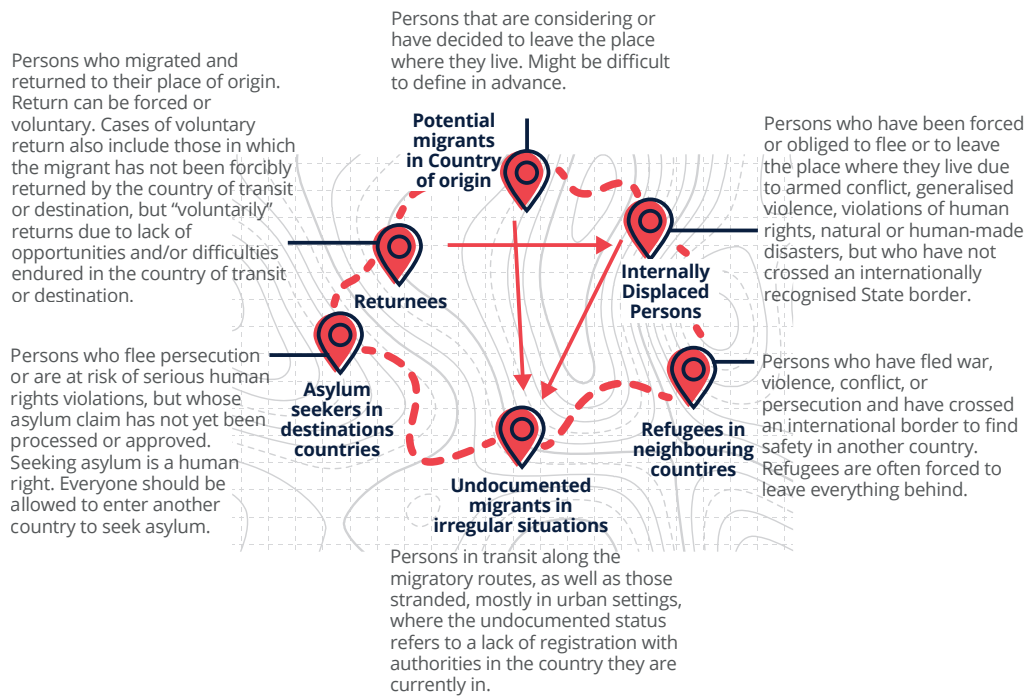 Persons that are considering or
have decided to leave the place
where they live. Might be difficult
to define in advance.
Potential
migrants
in Country
of origin
Persons who have been forced
or obliged to flee or to leave
the place where they live due
to armed conflict, generalised
violence, violations of human
rights, natural or human-made
disasters, but who have not
crossed an internationally
recognised State border.
Internally
Displaced
Persons
Persons who have fled war,
violence, conflict, or
persecution and have crossed
an international border to find
safety in another country.
Refugees are often forced to
leave everything behind.
Refugees in
neighbouring
countires
Undocumented
migrants in
irregular situations
Persons in transit along the
migratory routes, as well as those
stranded, mostly in urban settings,
where the undocumented status
refers to a lack of registration with
authorities in the country they are
currently in.
Persons who flee persecution
or are at risk of serious human
rights violations, but whose
asylum claim has not yet been
processed or approved.
Seeking asylum is a human
right. Everyone should be
allowed to enter another
country to seek asylum.
Asylum
seekers in
destinations
countries
Persons who migrated and
returned to their place of origin.
Return can be forced or
voluntary. Cases of voluntary
return also include those in which
the migrant has not been forcibly
returned by the country of transit
or destination, but “voluntarily”
returns due to lack of
opportunities and/or difficulties
endured in the country of transit
or destination.
Returnees